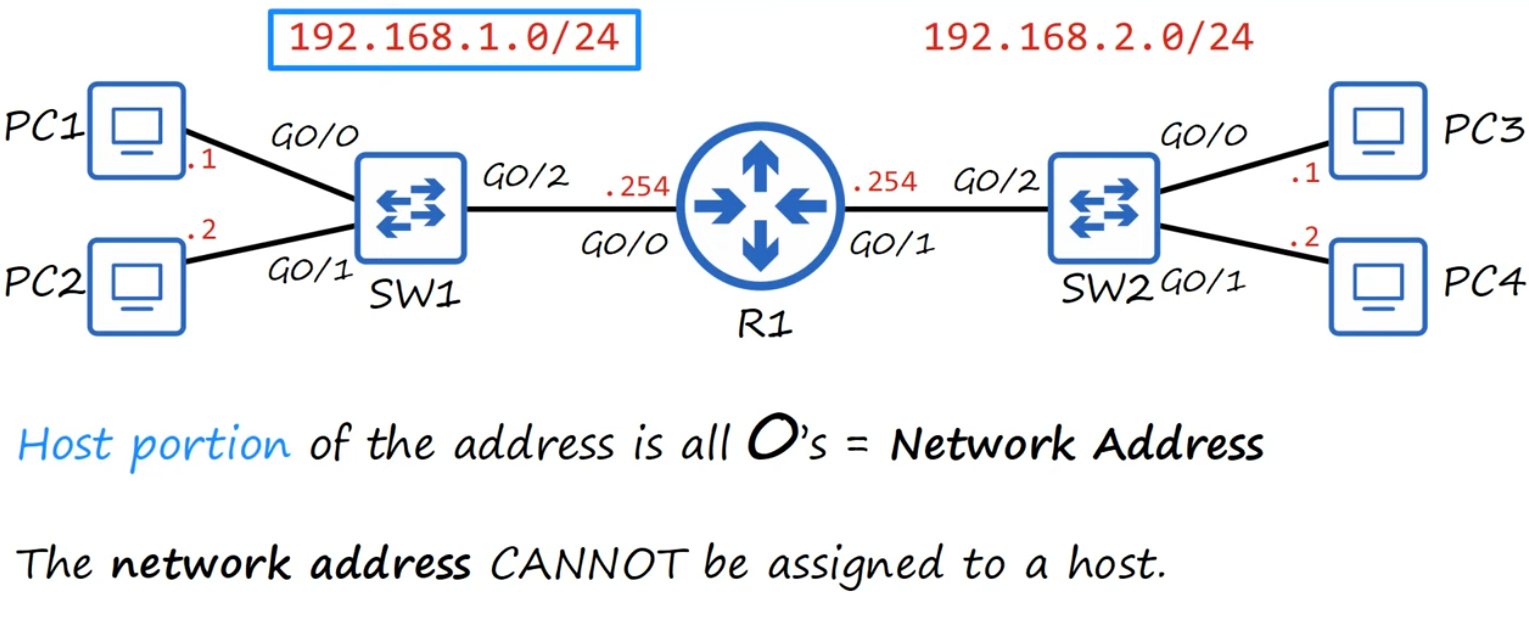 192.168.1.0/24
192.168.2.0/24
PC1
G0/0
.1
G0/2
.254
.254
G0/2
G0/0
.1
PC3
.2
G0/0
G0/1
.2
PC2
G0/1
SW1
R1
SW2
G0/1
PC4
Host portion of the address is all 0's = Network Address
The network address CANNOT be assigned to a host.